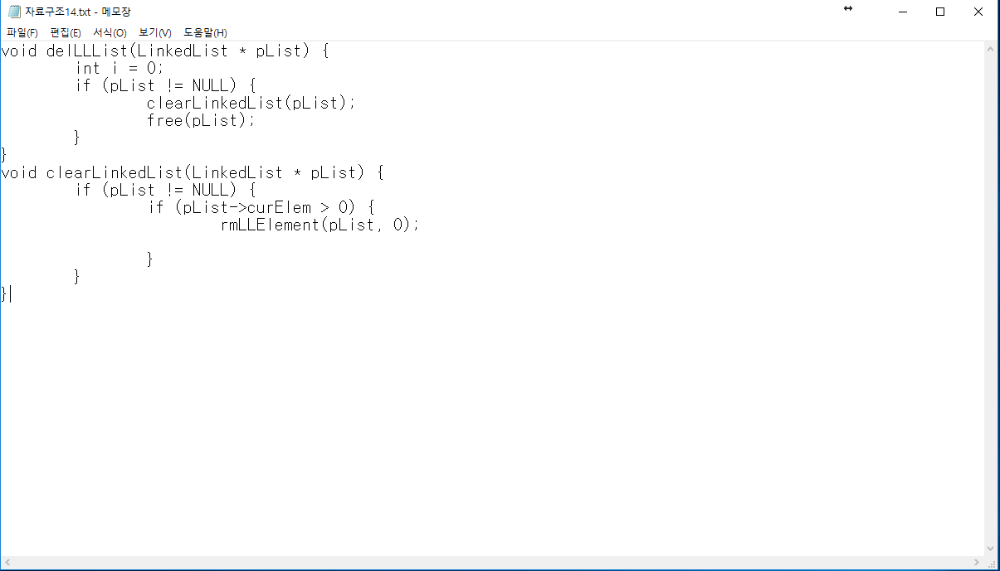 자료구조14.txt - 메모장
파일(F) 편집(E) 서식(O) 보기(V) 도움말(H)
void delLLList(LinkedList * pList) {
        int i = 0;
        if (pList != NULL) {
                clearLinkedList(pList);
                free(pList);
        }
}
void clearLinkedList(LinkedList * pList) {
        if (pList != NULL) {
                if (pList->curElem > 0) {
                        rmLLElement(pList, 0);

                }
        }
}